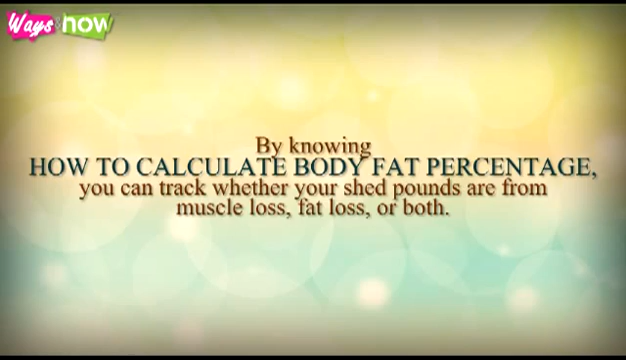 Ways now
By knowing
HOW TO CALCULATE BODY FAT PERCENTAGE,
you can track whether your shed pounds are from
muscle loss, fat loss, or both.